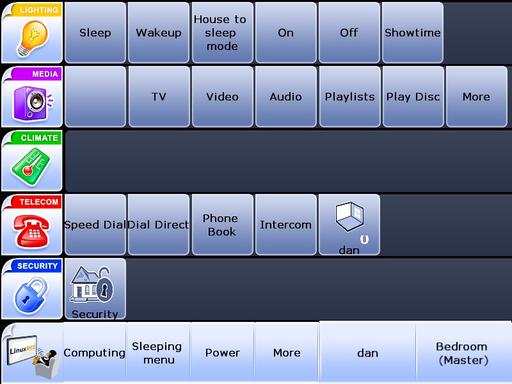 LIGHTING
Sleep
Wakeup
House to
sleep
mode
On
Off
Showtime
MEDIA
TV
Video
Audio
Playlists
Play Disc
More
CLIMATE
TELECOM
Speed Dial
Dial Direct
Phone
Book
Intercom
0
dan
SECURITY
Security
LinuxMCE
Computing
Sleeping
menu
Power
More
dan
Bedroom
(Master)